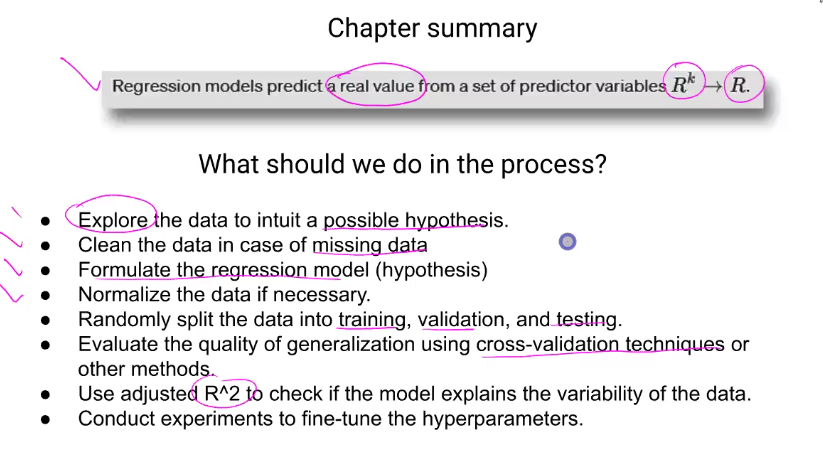 Chapter summary
Regression models predict a real value from a set of predictor variables R^k → R.
What should we do in the process?
● Explore the data to intuit a possible hypothesis.
● Clean the data in case of missing data
● Formulate the regression model (hypothesis)
● Normalize the data if necessary.
● Randomly split the data into training, validation, and testing.
● Evaluate the quality of generalization using cross-validation techniques or
other methods.
● Use adjusted R^2 to check if the model explains the variability of the data.
● Conduct experiments to fine-tune the hyperparameters.